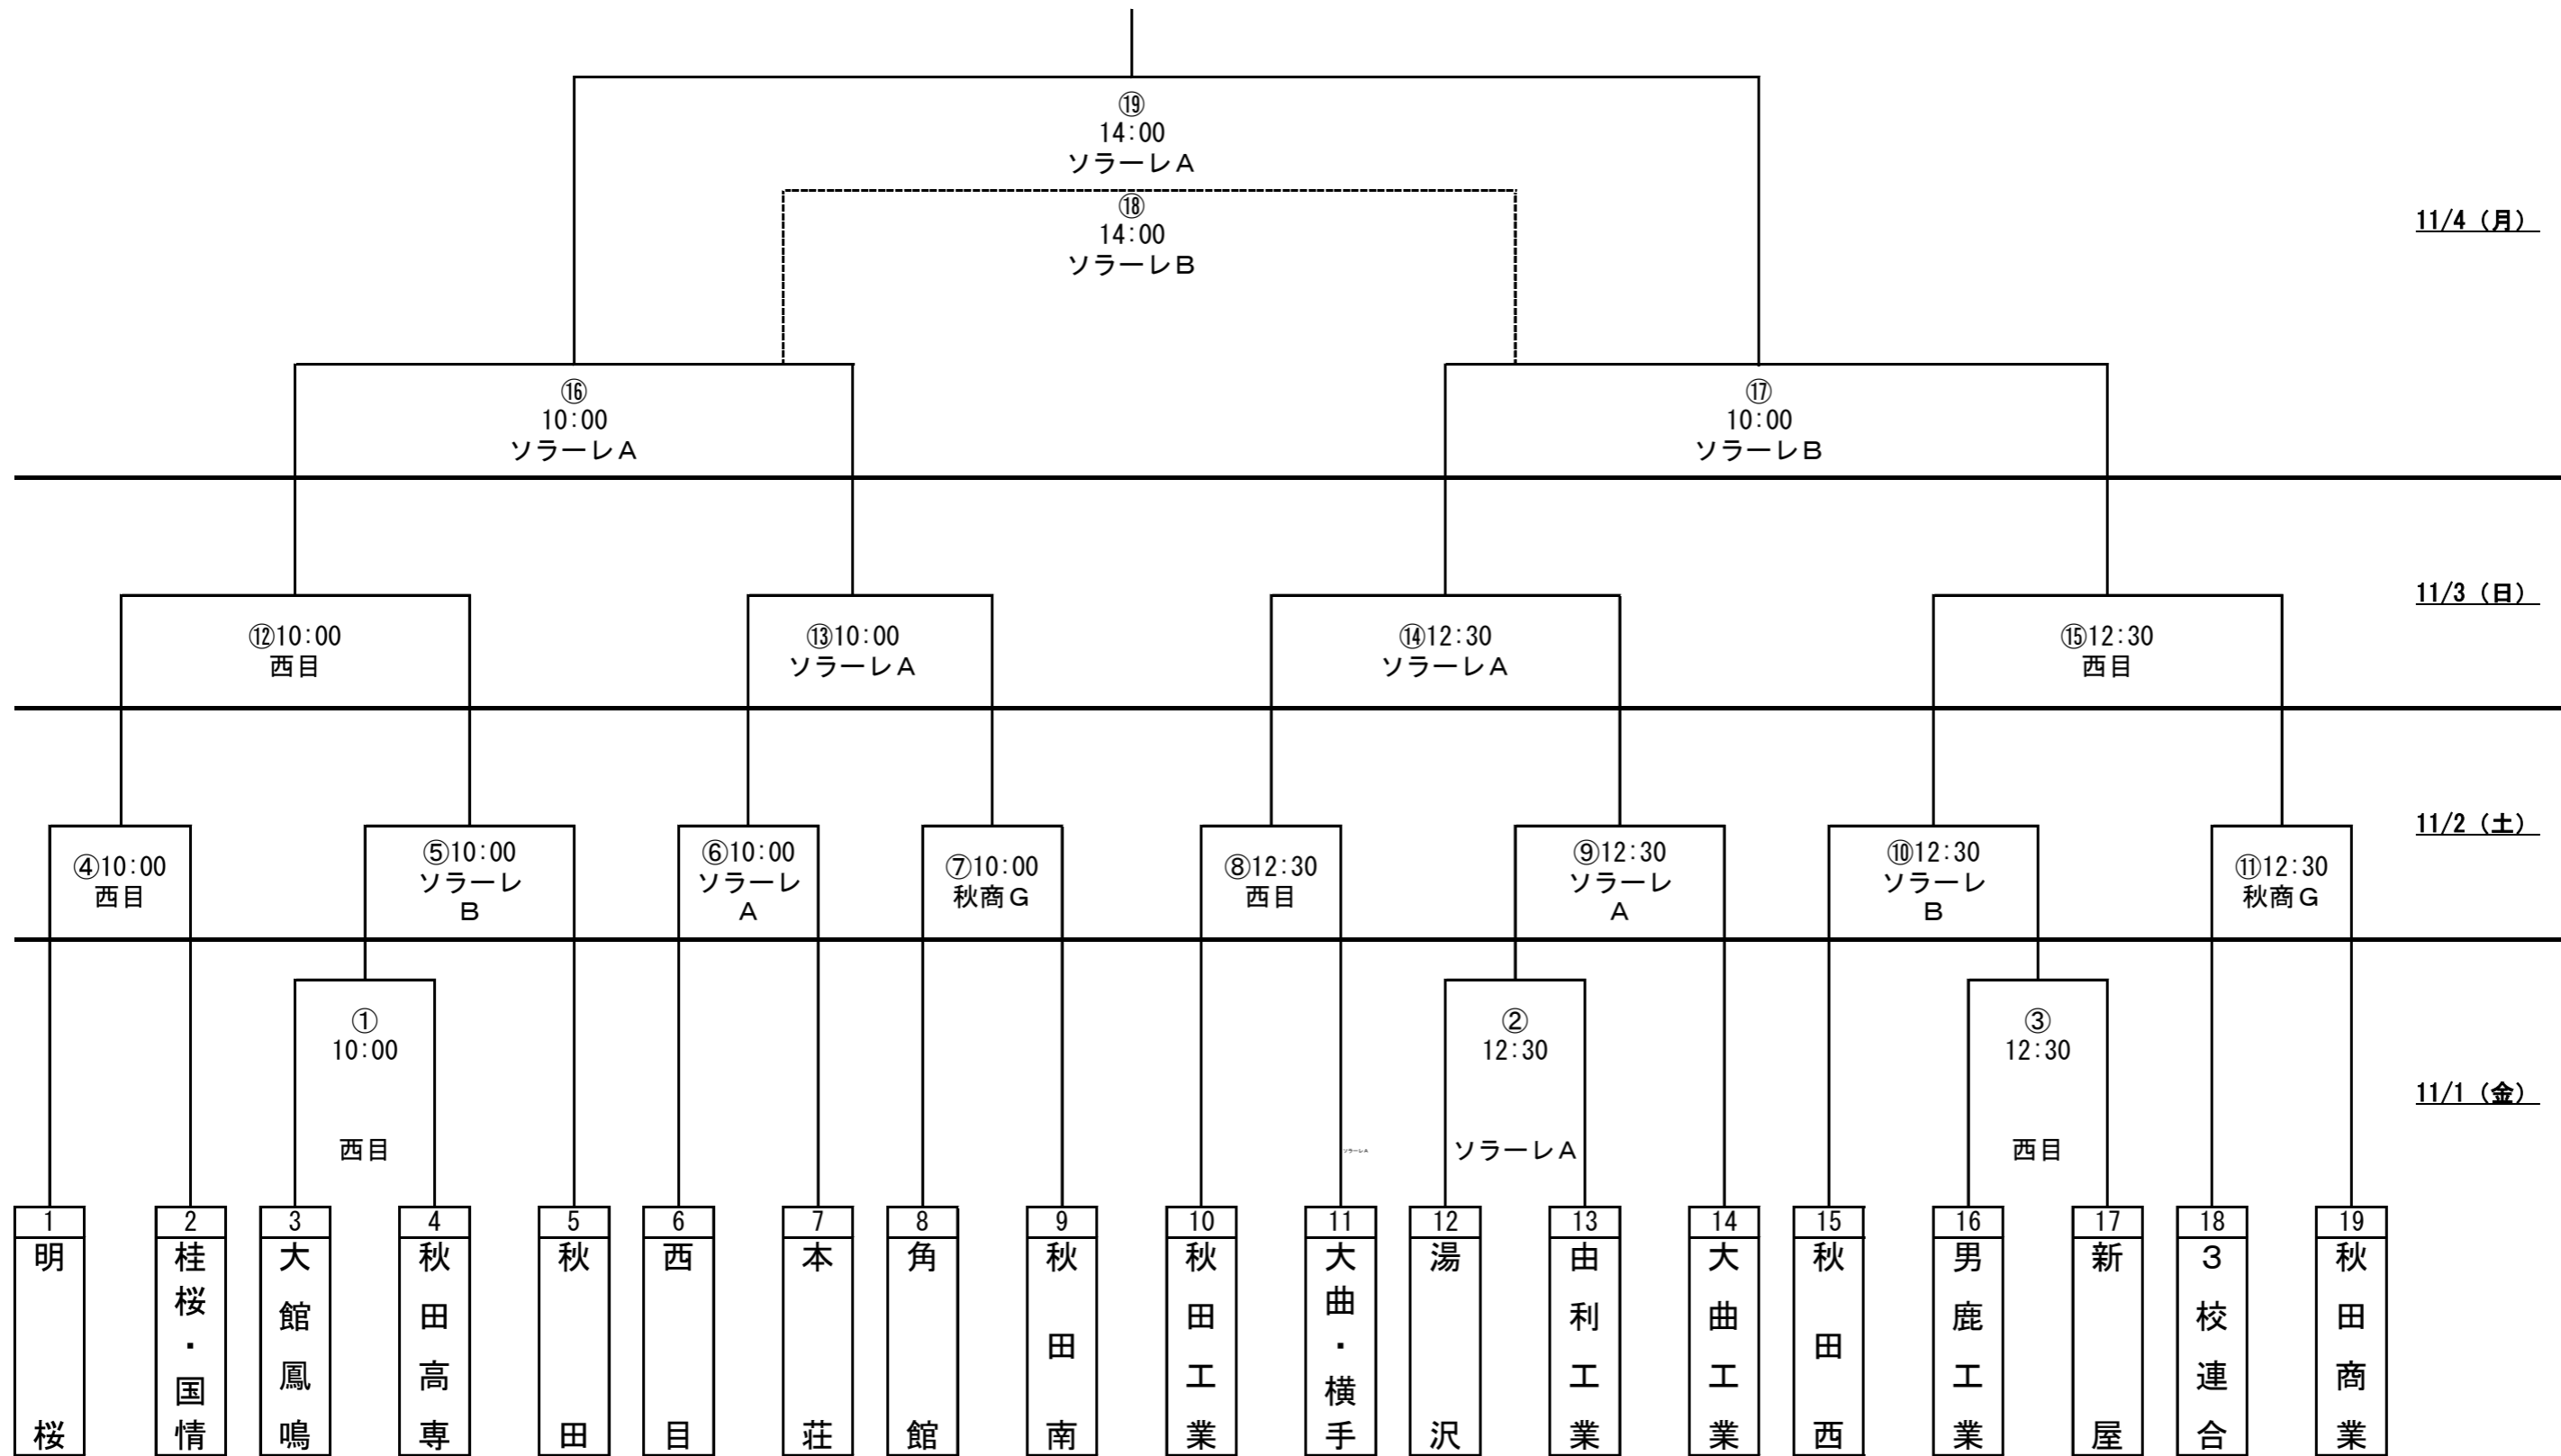 ⑲
14:00
ソラーレA
⑱
14:00
ソラーレB
11/4（月）
⑯
10:00
ソラーレA
⑰
10:00
ソラーレB
11/3（日）
⑫10:00
西目
⑬10:00
ソラーレA
⑭12:30
ソラーレA
⑮12:30
西目
11/2（土）
④10:00
西目
⑤10:00
ソラーレ
B
⑥10:00
ソラーレ
A
⑦10:00
秋商G
⑧12:30
西目
⑨12:30
ソラーレ
A
⑩12:30
ソラーレ
B
⑪12:30
秋商G
①
10:00
西目
②
12:30
ソラーレA
③
12:30
西目
11/1（金）
ソラーレA
1
明桜
2
桂桜・国情
3
大館鳳鳴
4
秋田高専
5
秋田
6
西目
7
本荘
8
角館
9
秋田南
10
秋田工業
11
大曲・横手
12
湯沢
13
由利工業
14
大曲工業
15
秋田西
16
男鹿工業
17
新屋
18
3校連合
19
秋田商業